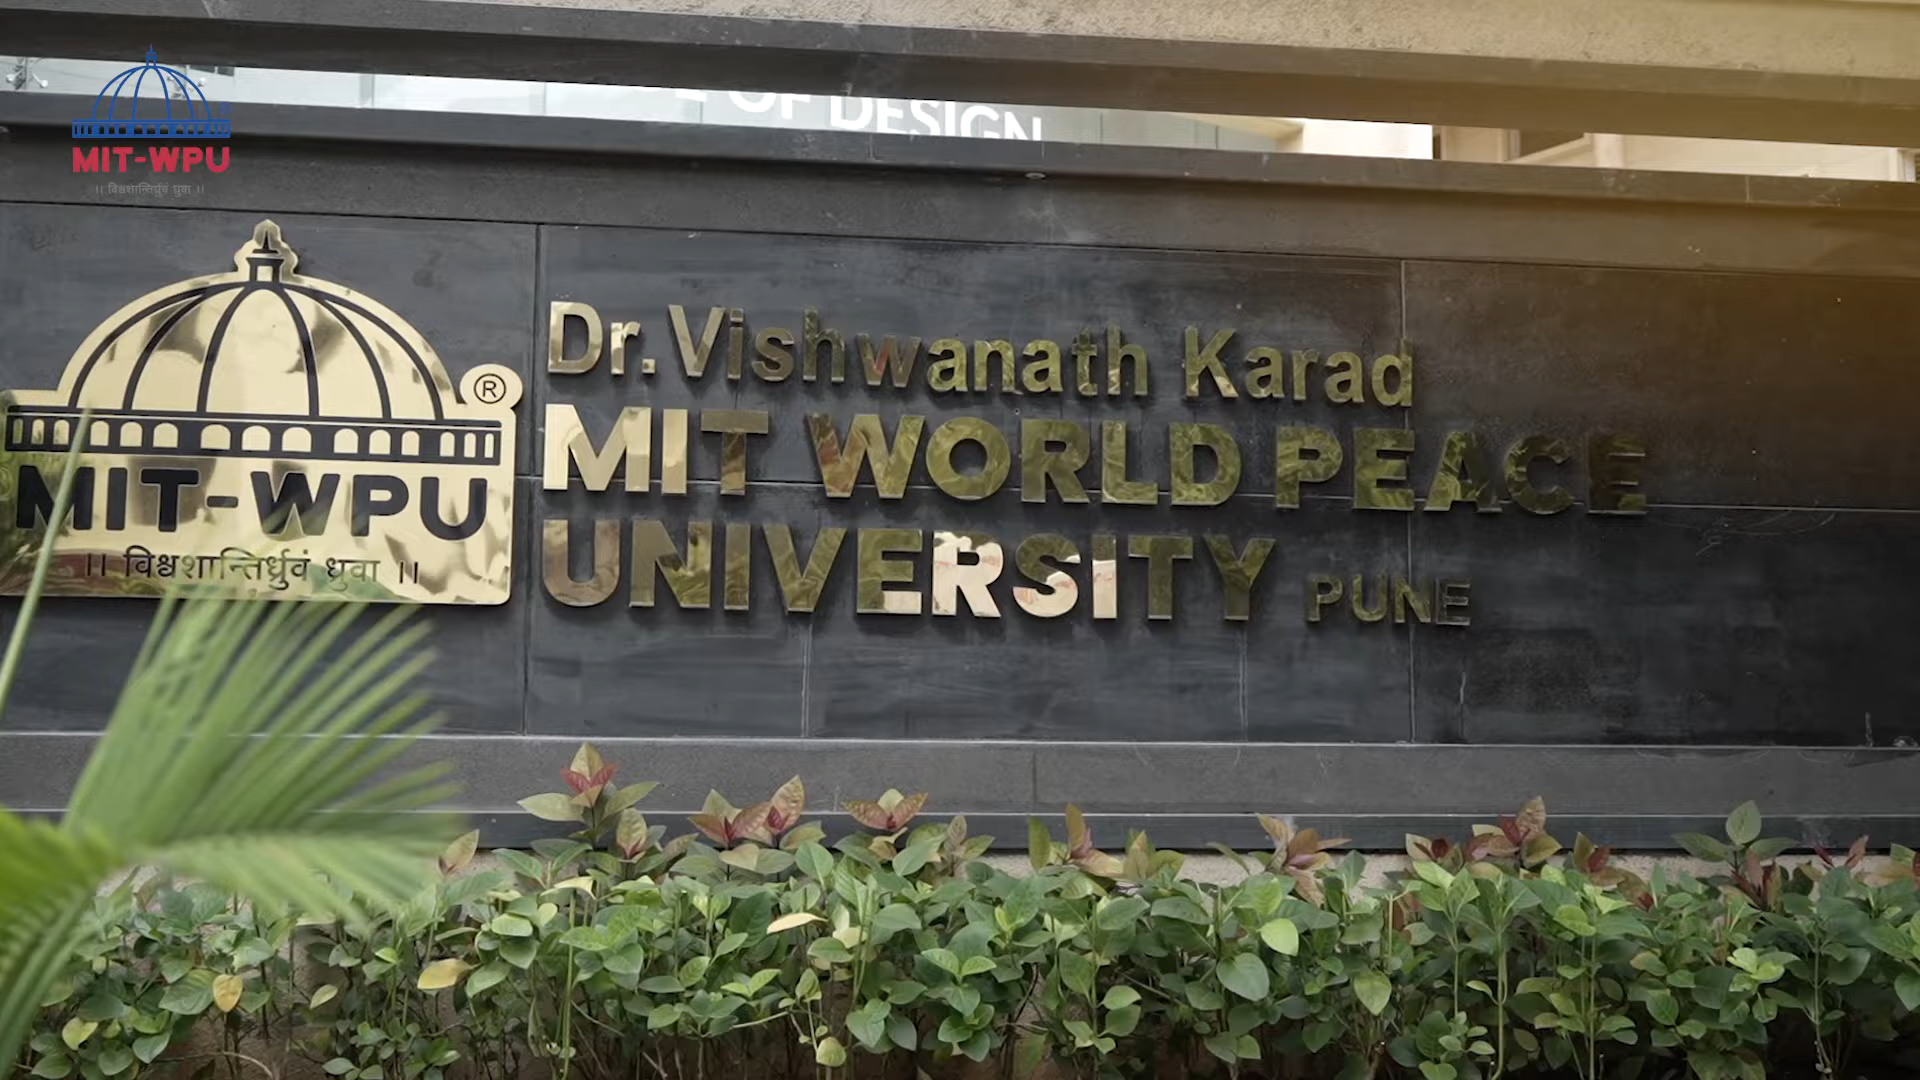 MIT-WPU
।। विश्वशान्तिर्ध्रुवं ध्रुवा ।।
OF DESIGN
®
MIT-WPU
।। विश्वशान्तिर्ध्रुवं ध्रुवा ।।
Dr. Vishwanath Karad
MIT WORLD PEACE
UNIVERSITY PUNE